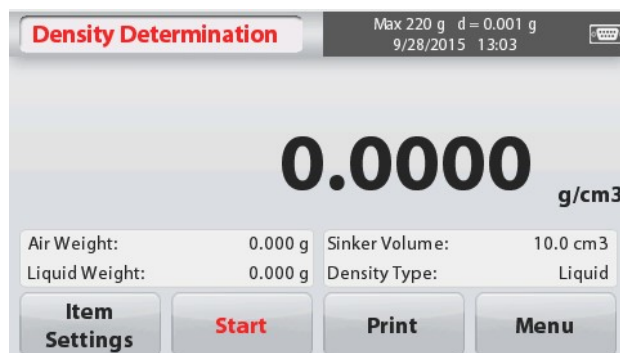 Density Determination
Max 220 g d = 0.001 g
9/28/2015 13:03
0.0000
g/cm3
Air Weight: 0.000 g Sinker Volume: 10.0 cm3
Liquid Weight: 0.000 g Density Type: Liquid
Item
Settings
Start
Print
Menu